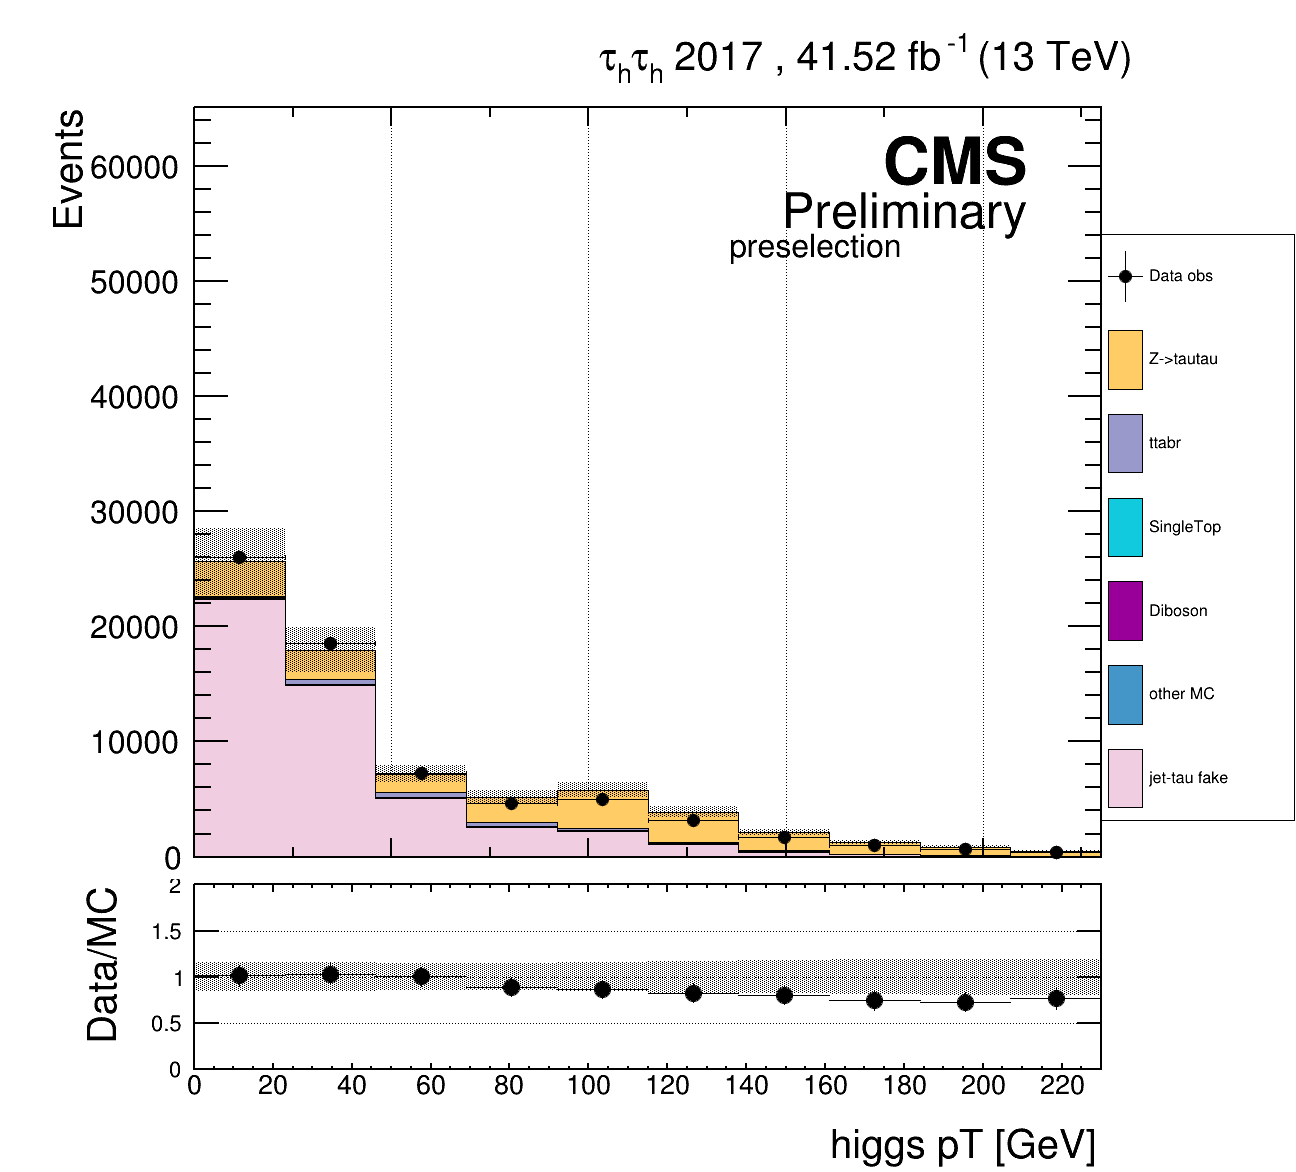 τhτh 2017 , 41.52 fb-1 (13 TeV)
Events
60000
50000
40000
30000
20000
10000
0
CMS
Preliminary
preselection
Data obs
Z->tautau
ttabr
SingleTop
Diboson
other MC
jet-tau fake
Data/MC
2
1.5
1
0.5
0
0 20 40 60 80 100 120 140 160 180 200 220
higgs pT [GeV]